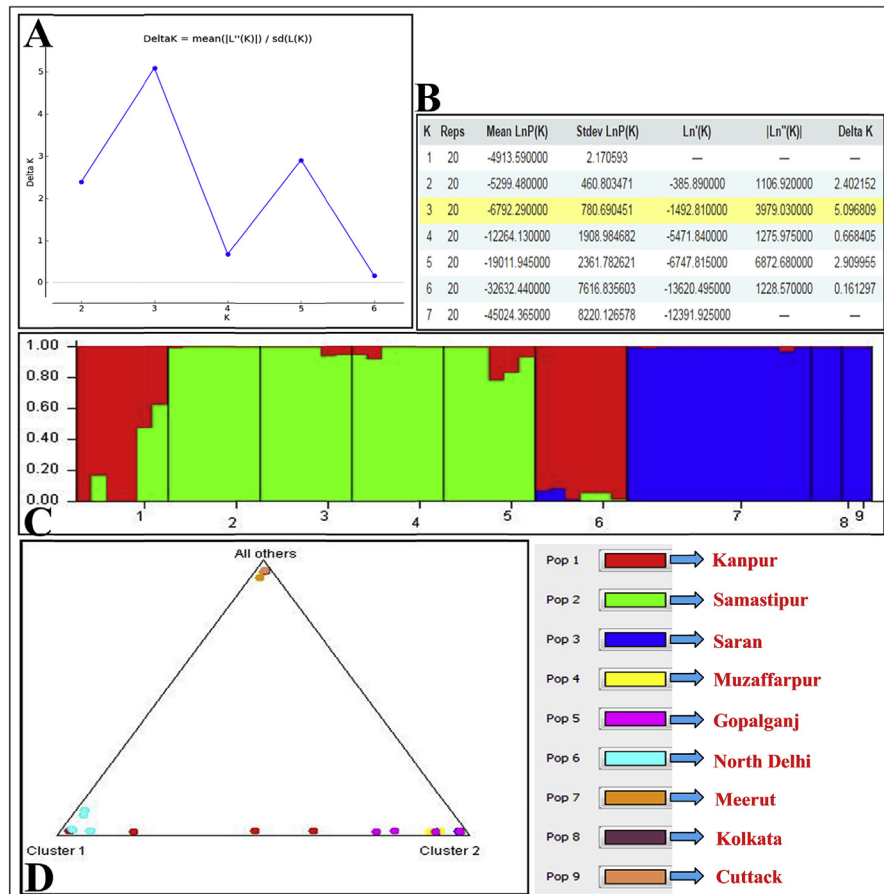 A
DeltaK = mean(|L''(K)|) / sd(L(K))
Delta K
5
4
3
2
1
0
2 3 4 5 6
K
B
K Reps Mean LnP(K) Stdev LnP(K) Ln'(K) |Ln''(K)| Delta K
1 20 -4913.590000 2.170593 — — —
2 20 -5299.480000 460.803471 -385.890000 1106.920000 2.402152
3 20 -6792.290000 780.690451 -1492.810000 3979.030000 5.096809
4 20 -12264.130000 1908.984682 -5471.840000 1275.975000 0.668405
5 20 -19011.945000 2361.782621 -6747.815000 6872.680000 2.909955
6 20 -32632.440000 7616.835603 -13620.495000 1228.570000 0.161297
7 20 -45024.365000 8220.126578 -12391.925000 — —
1.00
0.80
0.60
0.40
0.20
0.00
1 2 3 4 5 6 7 8 9
C
All others
Cluster 1
Cluster 2
D
Pop 1 Kanpur
Pop 2 Samastipur
Pop 3 Saran
Pop 4 Muzaffarpur
Pop 5 Gopalganj
Pop 6 North Delhi
Pop 7 Meerut
Pop 8 Kolkata
Pop 9 Cuttack